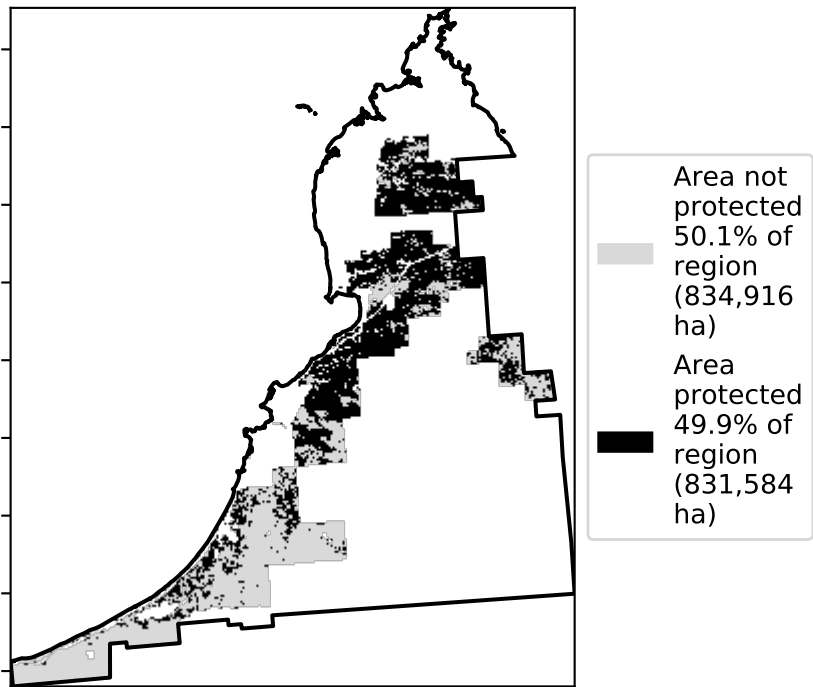 Area not
protected
50.1% of
region
(834,916
ha)
Area
protected
49.9% of
region
(831,584
ha)